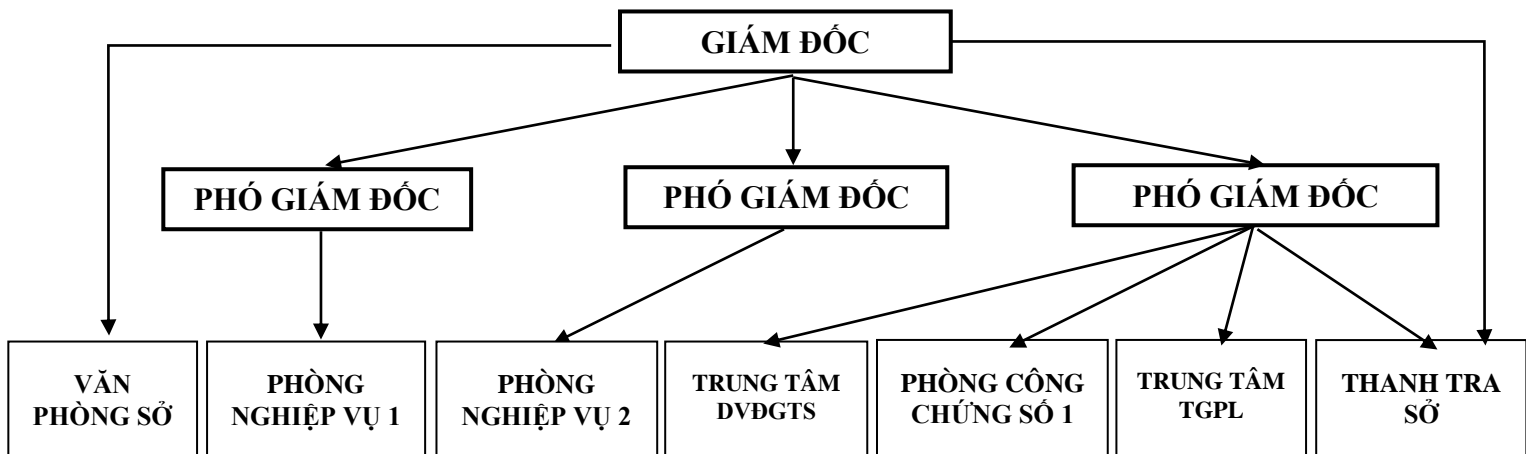 GIÁM ĐỐC
PHÓ GIÁM ĐỐC
PHÓ GIÁM ĐỐC
PHÓ GIÁM ĐỐC
VĂN
PHÒNG SỞ
PHÒNG
NGHIỆP VỤ 1
PHÒNG
NGHIỆP VỤ 2
TRUNG TÂM
DVĐGTS
PHÒNG CÔNG
CHỨNG SỐ 1
TRUNG TÂM
TGPL
THANH TRA
SỞ